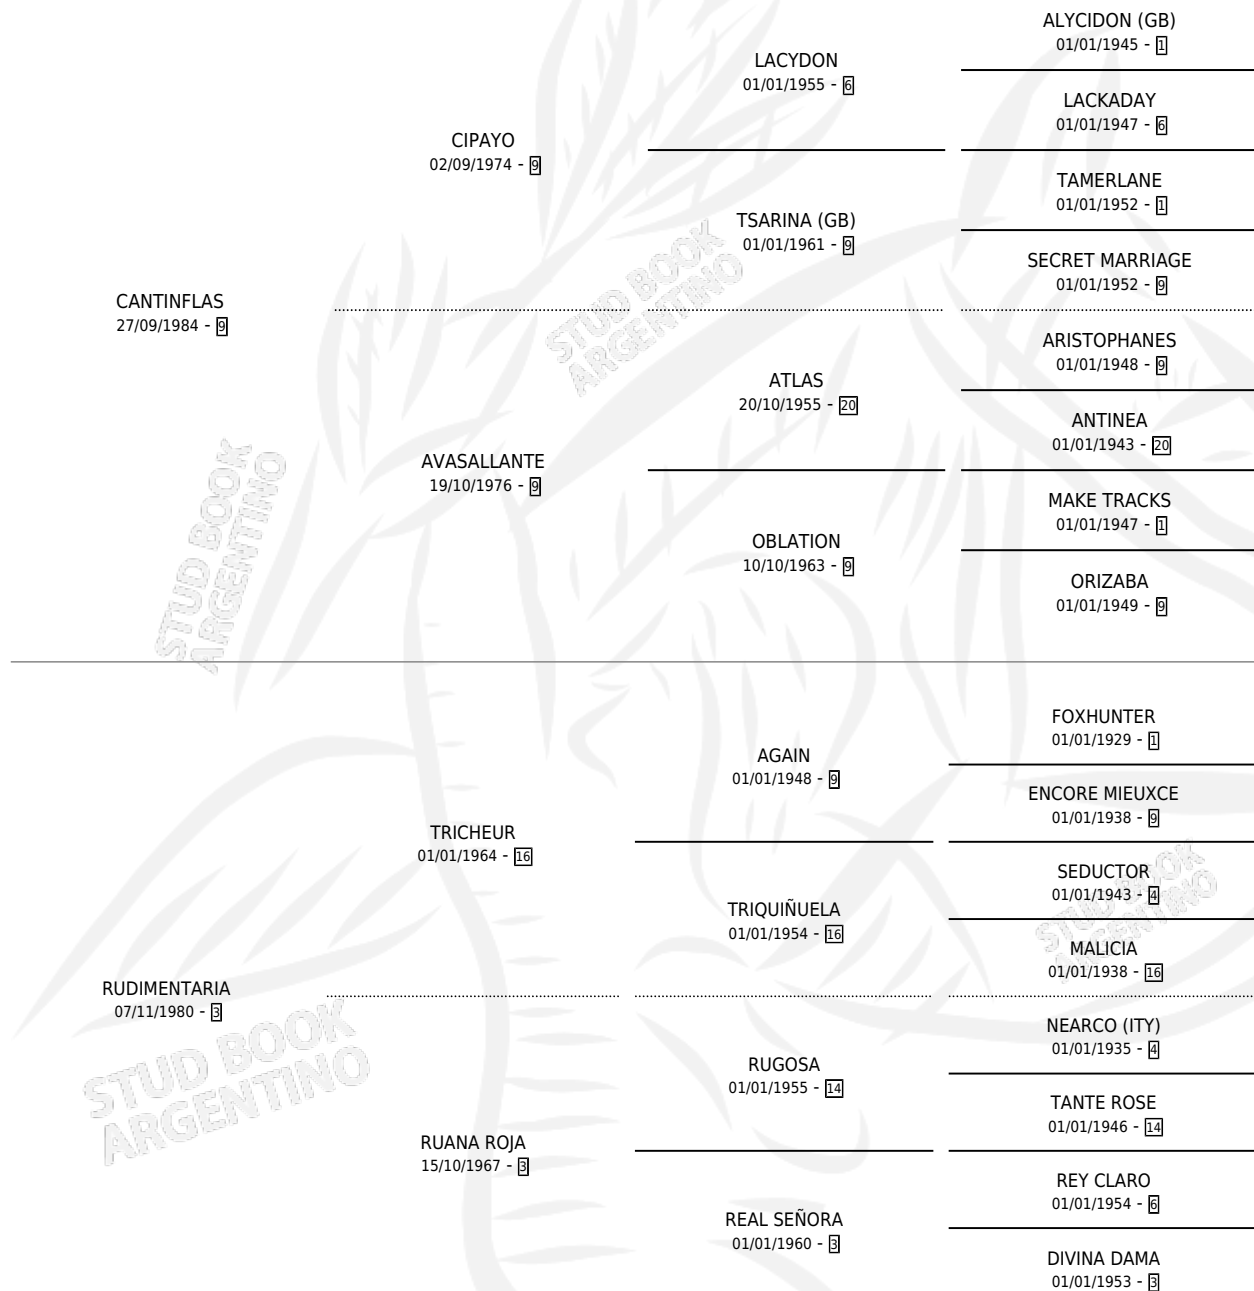 ALYCIDON (GB)
01/01/1945 - 1
LACYDON
01/01/1955 - 6
LACKADAY
01/01/1947 - 6
CIPAYO
02/09/1974 - 9
TAMERLANE
01/01/1952 - 1
TSARINA (GB)
01/01/1961 - 9
SECRET MARRIAGE
01/01/1952 - 9
CANTINFLAS
27/09/1984 - 9
STUD BOOK
ARGENTINO
ARISTOPHANES
01/01/1948 - 9
ATLAS
20/10/1955 - 20
ANTINEA
01/01/1943 - 20
AVASALLANTE
19/10/1976 - 9
MAKE TRACKS
01/01/1947 - 1
OBLATION
10/10/1963 - 9
ORIZABA
01/01/1949 - 9
STUD BOOK
ARGENTINO
FOXHUNTER
01/01/1929 - 1
AGAIN
01/01/1948 - 9
ENCORE MIEUXCE
01/01/1938 - 9
TRICHEUR
01/01/1964 - 16
SEDUCTOR
01/01/1943 - 4
STUD BOOK
ARGENTINO
TRIQUIÑUELA
01/01/1954 - 16
MALICIA
01/01/1938 - 16
RUDIMENTARIA
07/11/1980 - 3
NEARCO (ITY)
01/01/1935 - 4
RUGOSA
01/01/1955 - 14
TANTE ROSE
01/01/1946 - 14
STUD BOOK
ARGENTINO
RUANA ROJA
15/10/1967 - 3
REY CLARO
01/01/1954 - 6
REAL SEÑORA
01/01/1960 - 3
DIVINA DAMA
01/01/1953 - 3